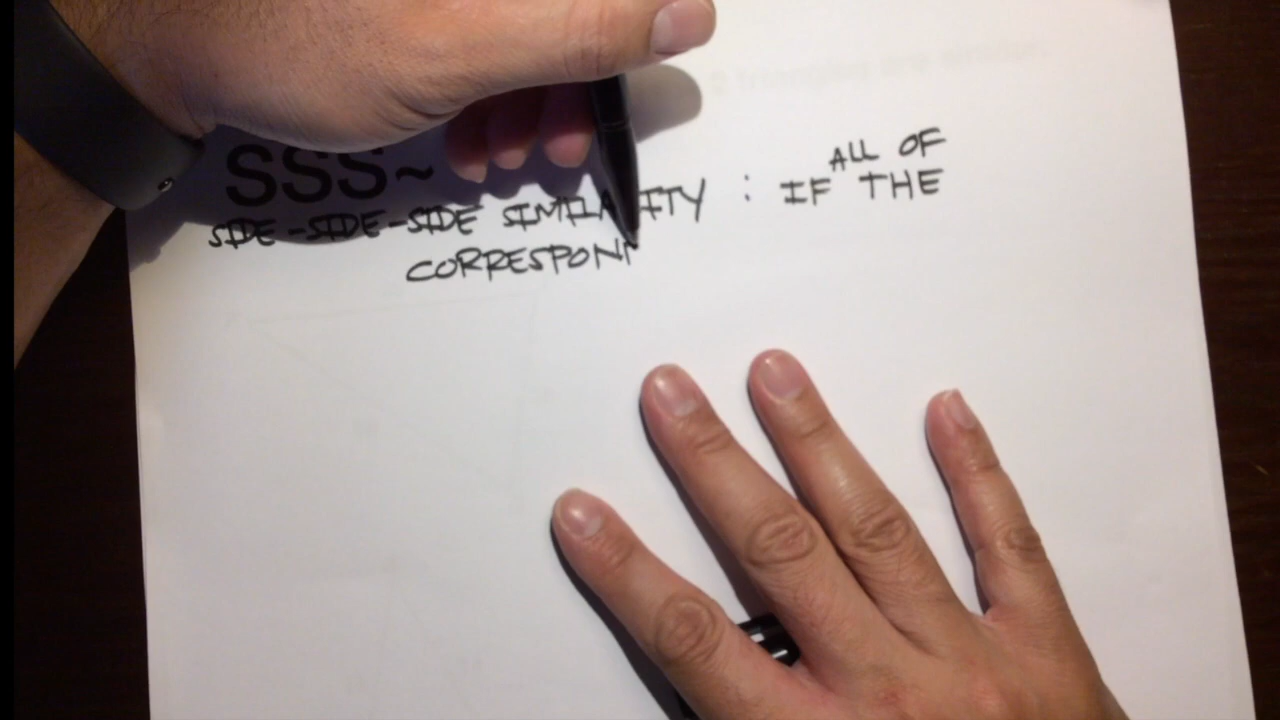 SSS~
ALL OF
SIDE-SIDE-SIDE SIMILARITY : IF ^ THE
CORRESPON